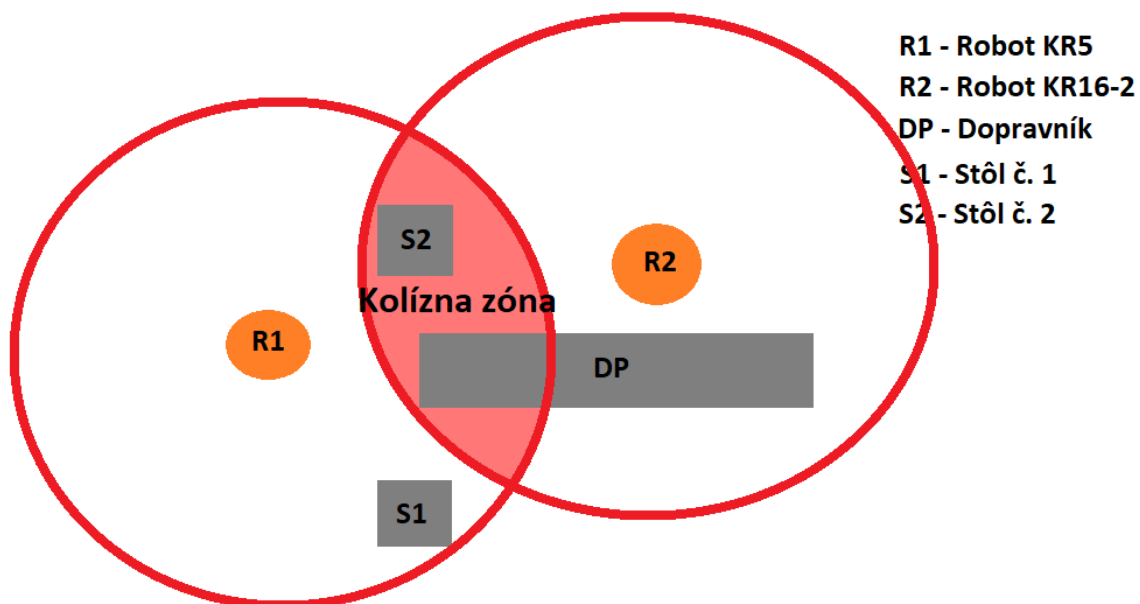 R1 - Robot KR5
R2 - Robot KR16-2
DP - Dopravník
S1 - Stôl č. 1
S2 - Stôl č. 2
S2
R2
Kolízna zóna
R1
DP
S1